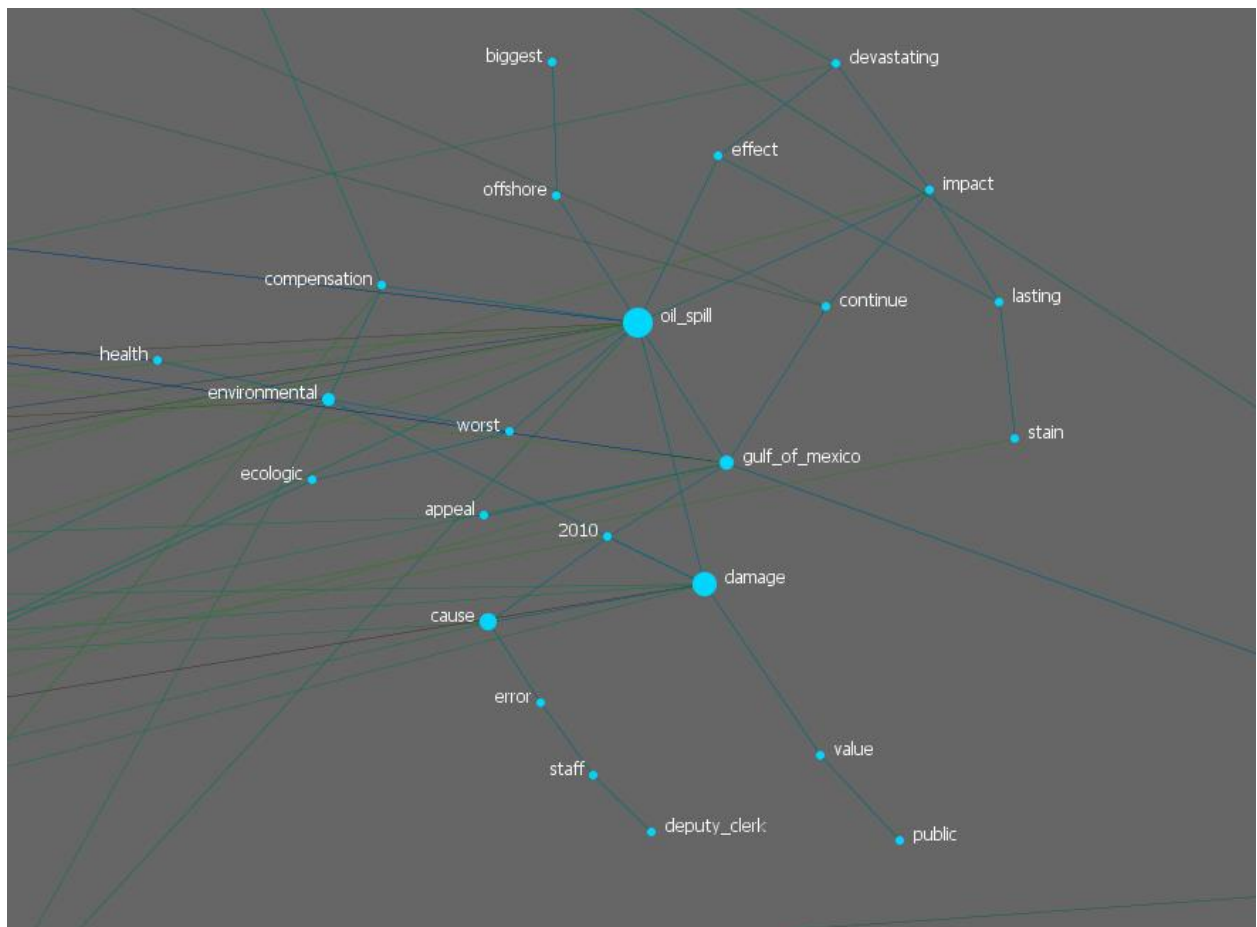 biggest
devastating
effect
offshore
impact
compensation
continue
lasting
oil_spill
health
environmental
worst
stain
ecologic
gulf_of_mexico
appeal
2010
damage
cause
error
value
staff
deputy_clerk
public